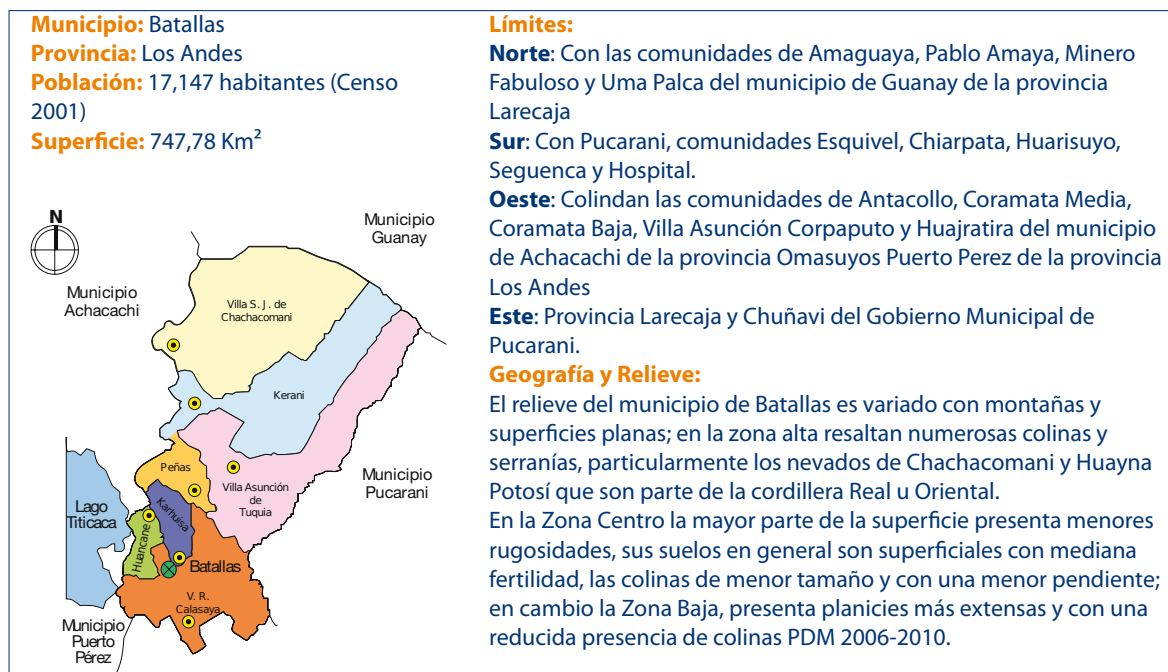 Municipio: Batallas
Provincia: Los Andes
Población: 17,147 habitantes (Censo
2001)
Superficie: 747,78 Km²
N
Municipio
Guanay
Municipio
Achacachi
Villa S. J. de
Chachacomani
Kerani
Peñas
Villa Asunción
de
Tuquia
Municipio
Pucarani
Lago
Titicaca
Karhuisa
Huancane
Batallas
V. R.
Calasaya
Municipio
Puerto
Pérez
Límites:
Norte: Con las comunidades de Amaguaya, Pablo Amaya, Minero
Fabuloso y Uma Palca del municipio de Guanay de la provincia
Larecaja
Sur: Con Pucarani, comunidades Esquivel, Chiarpata, Huarisuyo,
Seguenca y Hospital.
Oeste: Colindan las comunidades de Antacollo, Coramata Media,
Coramata Baja, Villa Asunción Corpaputo y Huajratira del municipio
de Achacachi de la provincia Omasuyos Puerto Perez de la provincia
Los Andes
Este: Provincia Larecaja y Chuñavi del Gobierno Municipal de
Pucarani.
Geografía y Relieve:
El relieve del municipio de Batallas es variado con montañas y
superficies planas; en la zona alta resaltan numerosas colinas y
serranías, particularmente los nevados de Chachacomani y Huayna
Potosí que son parte de la cordillera Real u Oriental.
En la Zona Centro la mayor parte de la superficie presenta menores
rugosidades, sus suelos en general son superficiales con mediana
fertilidad, las colinas de menor tamaño y con una menor pendiente;
en cambio la Zona Baja, presenta planicies más extensas y con una
reducida presencia de colinas PDM 2006-2010.